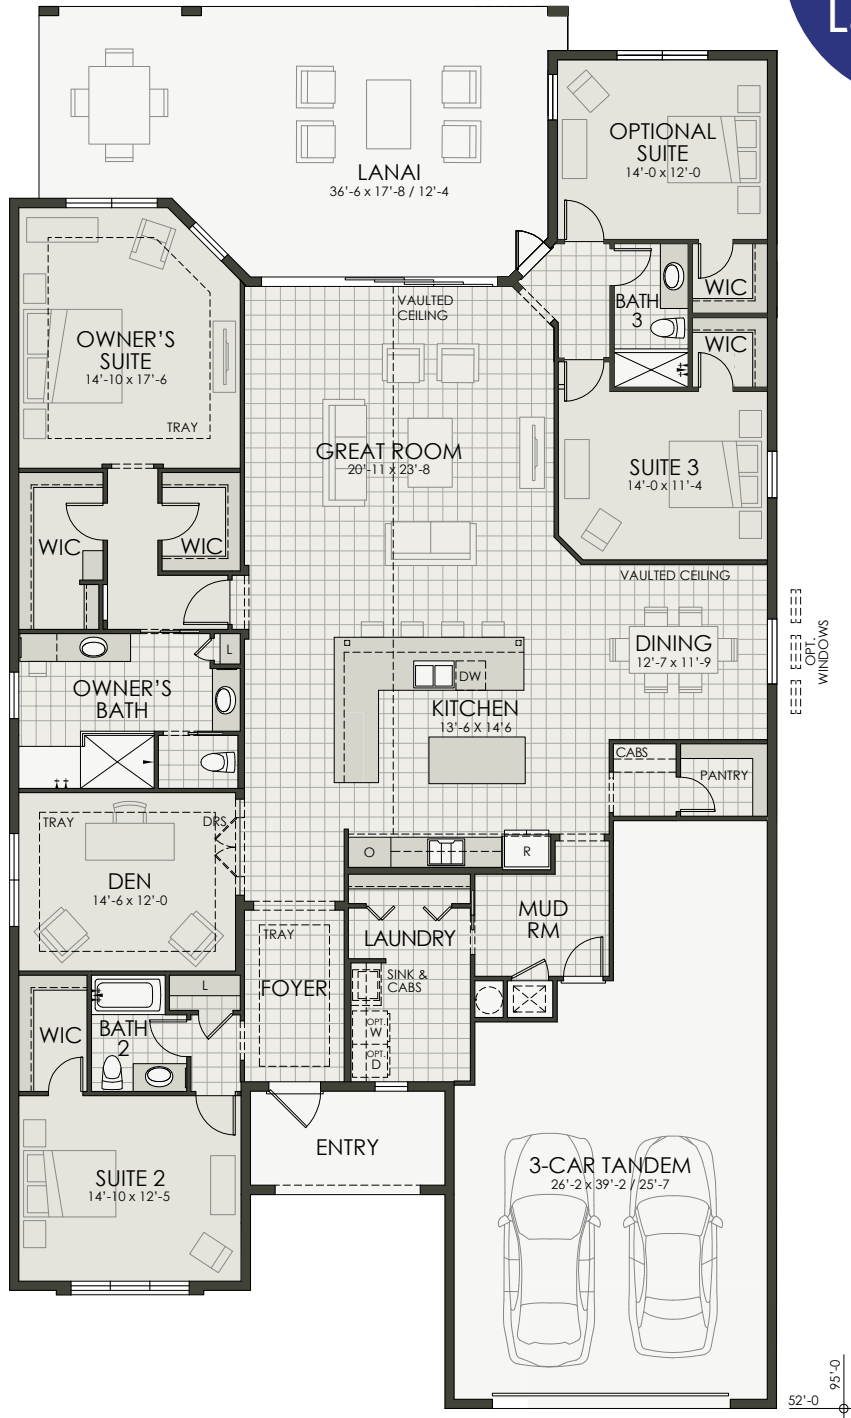 OPTIONAL
SUITE
14'-0 x 12'-0
LANAI
36'-6 x 17'-8 / 12'-4
WIC
BATH
3
VAULTED
CEILING
WIC
OWNER'S
SUITE
14'-10 x 17'-6
TRAY
GREAT ROOM
20'-11 x 23'-8
SUITE 3
14'-0 x 11'-4
WIC
WIC
VAULTED CEILING
OPT.
WINDOWS
DINING
12'-7 x 11'-9
L
OWNER'S
BATH
DW
KITCHEN
13'-6 X 14'6
CABS
PANTRY
TRAY
DRS
DEN
14'-6 x 12'-0
O
R
MUD
RM
LAUNDRY
TRAY
FOYER
SINK &
CABS
L
WIC
BATH
2
OPT.
W
OPT.
D
ENTRY
SUITE 2
14'-10 x 12'-5
3-CAR TANDEM
26'-2 x 39'-2 / 25'-7
52'-0
95'-0